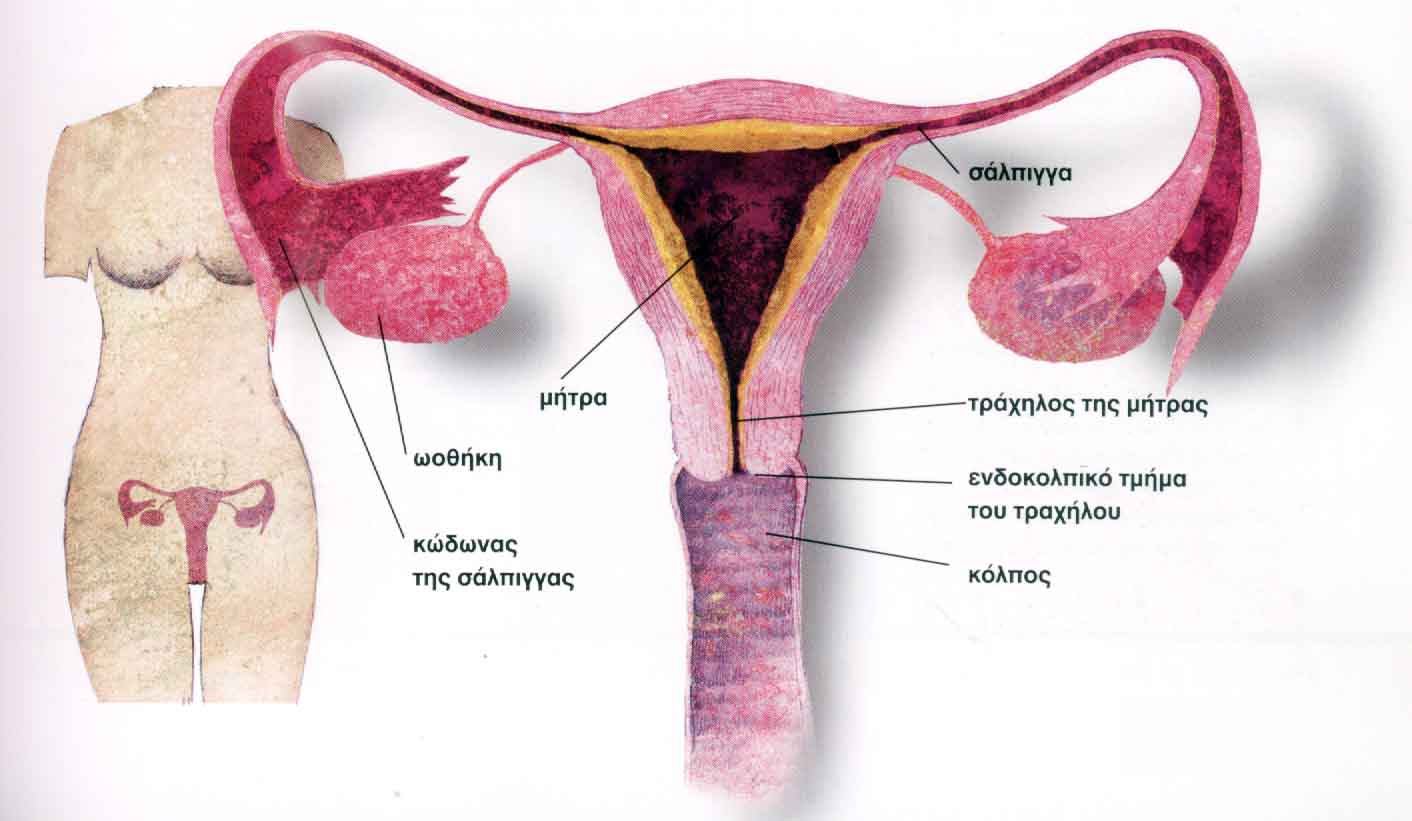 σάλπιγγα
μήτρα
τράχηλος της μήτρας
ωοθήκη
ενδοκολπικό τμήμα
του τραχήλου
κώδωνας
της σάλπιγγας
κόλπος